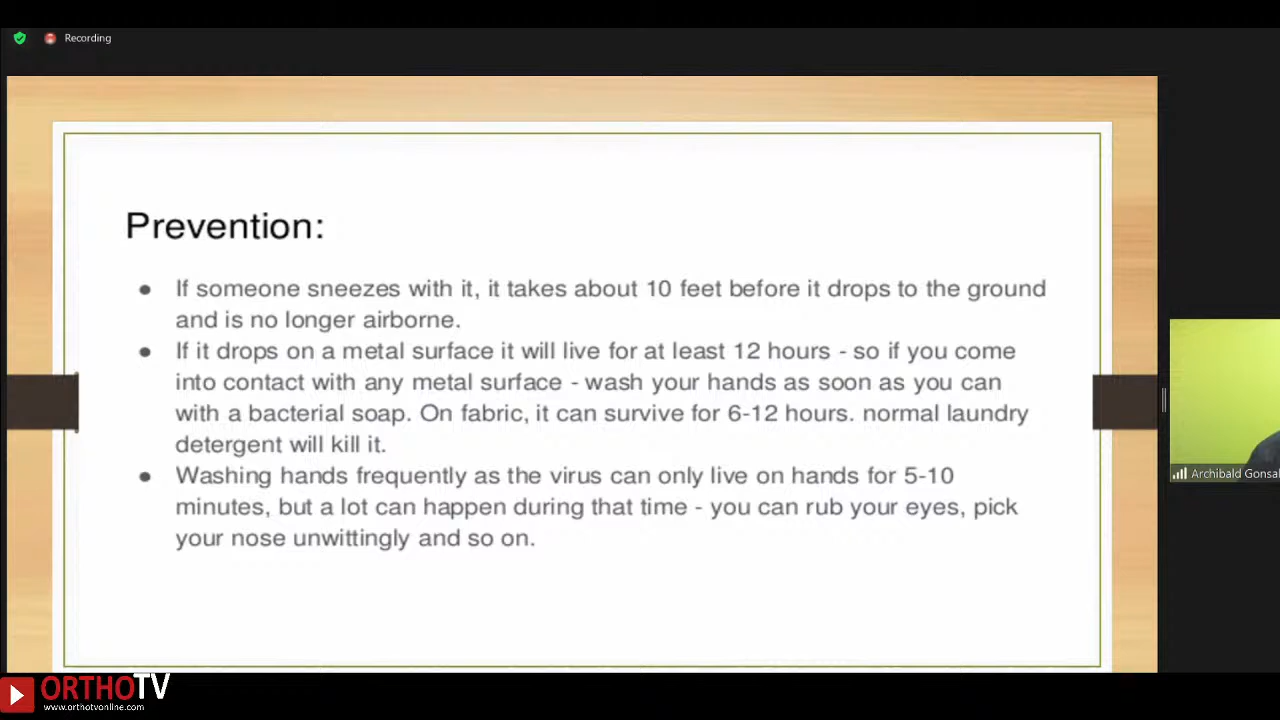 Recording
Prevention:
● If someone sneezes with it, it takes about 10 feet before it drops to the ground
and is no longer airborne.
● If it drops on a metal surface it will live for at least 12 hours - so if you come
into contact with any metal surface - wash your hands as soon as you can
with a bacterial soap. On fabric, it can survive for 6-12 hours. normal laundry
detergent will kill it.
● Washing hands frequently as the virus can only live on hands for 5-10
minutes, but a lot can happen during that time - you can rub your eyes, pick
your nose unwittingly and so on.
Archibald Gonsal
ORTHOTV
www.orthotvonline.com